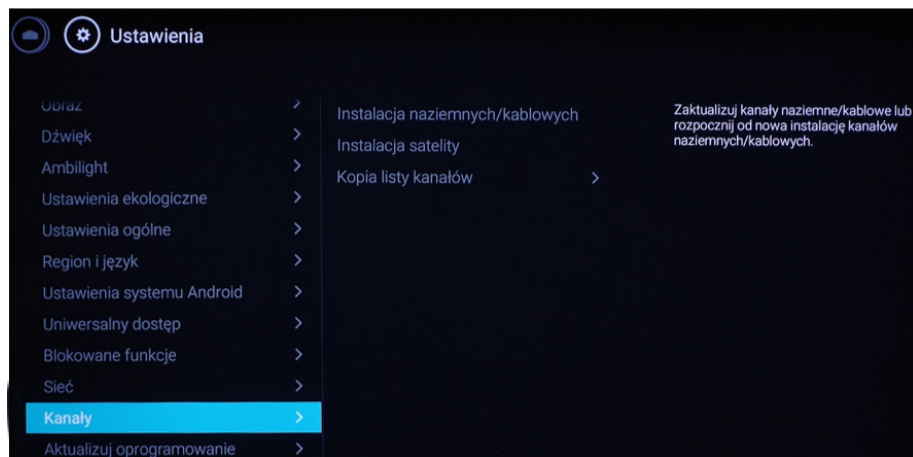 Ustawienia
Obraz
Dźwięk
Ambilight
Ustawienia ekologiczne
Ustawienia ogólne
Region i język
Ustawienia systemu Android
Uniwersalny dostęp
Blokowane funkcje
Sieć
Kanały
Aktualizuj oprogramowanie
Instalacja naziemnych/kablowych
Instalacja satelity
Kopia listy kanałów
Zaktualizuj kanały naziemne/kablowe lub
rozpocznij od nowa instalację kanałów
naziemnych/kablowych.